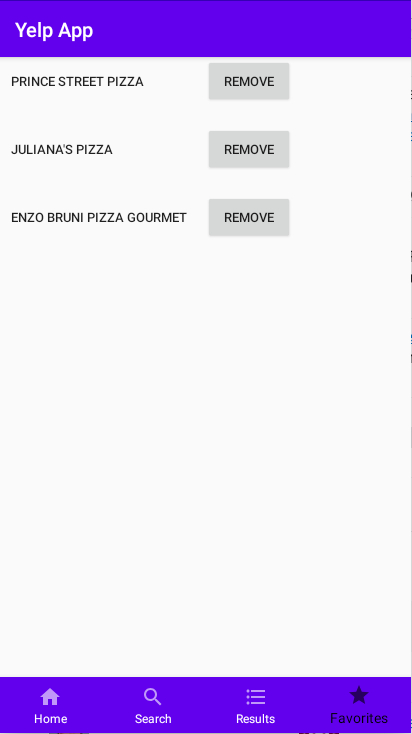 Yelp App
PRINCE STREET PIZZA REMOVE
JULIANA'S PIZZA REMOVE
ENZO BRUNI PIZZA GOURMET REMOVE
Home Search Results Favorites